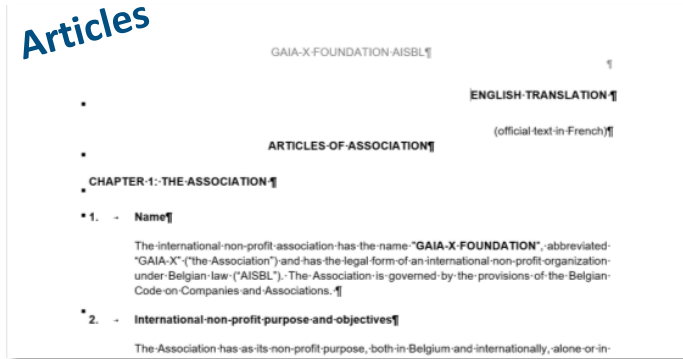 Articles
GAIA-X·FOUNDATION·AISBL¶
¶
ENGLISH·TRANSLATION·¶
(official·text·in·French)¶
ARTICLES·OF·ASSOCIATION¶
CHAPTER·1:·THE·ASSOCIATION·¶
1. → Name¶
The·international·non-profit·association·has·the·name·"GAIA-X·FOUNDATION",·abbreviated·
"GAIA-X"·("the·Association")·and·has·the·legal·form·of·an·international·non-profit·organization·
under·Belgian·law·("AISBL").·The·Association·is·governed·by·the·provisions·of·the·Belgian·
Code·on·Companies·and·Associations.·¶
2. → International·non-profit·purpose·and·objectives¶
The·Association·has·as·its·non-profit·purpose,·both·in·Belgium·and·internationally,·alone·or·in·